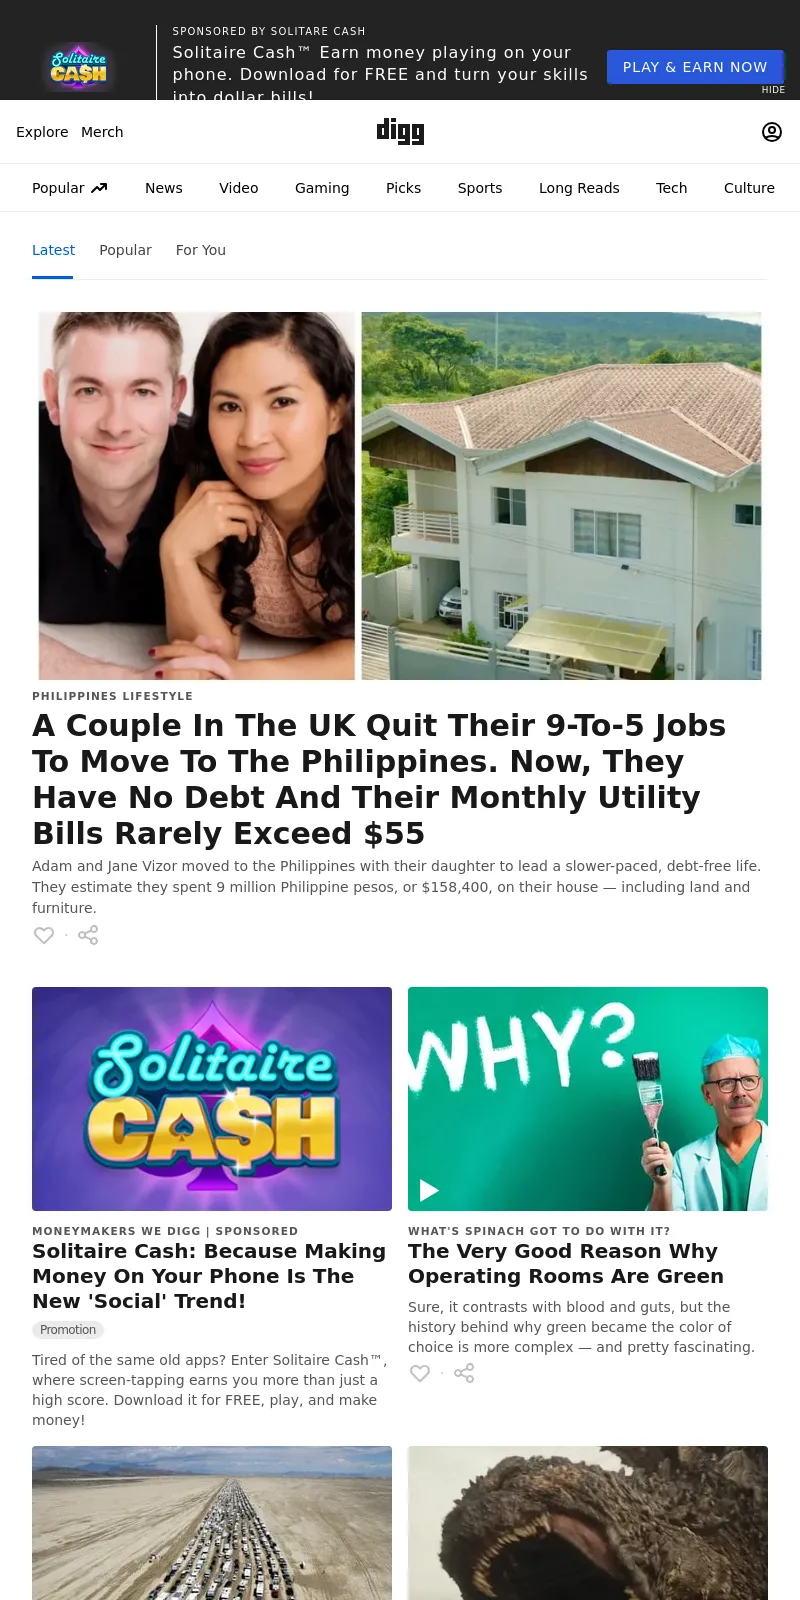 SPONSORED BY SOLITARE CASH
Solitaire Cash™ Earn money playing on your
phone. Download for FREE and turn your skills
into dollar bills!
Solitaire
CA$H
PLAY & EARN NOW
HIDE
Explore Merch
digg
Popular News Video Gaming Picks Sports Long Reads Tech Culture
Latest Popular For You
PHILIPPINES LIFESTYLE
A Couple In The UK Quit Their 9-To-5 Jobs
To Move To The Philippines. Now, They
Have No Debt And Their Monthly Utility
Bills Rarely Exceed $55
Adam and Jane Vizor moved to the Philippines with their daughter to lead a slower-paced, debt-free life.
They estimate they spent 9 million Philippine pesos, or $158,400, on their house — including land and
furniture.
Solitaire
CA$H
MONEYMAKERS WE DIGG | SPONSORED
Solitaire Cash: Because Making
Money On Your Phone Is The
New 'Social' Trend!
Promotion
Tired of the same old apps? Enter Solitaire Cash™,
where screen-tapping earns you more than just a
high score. Download it for FREE, play, and make
money!
WHY?
WHAT'S SPINACH GOT TO DO WITH IT?
The Very Good Reason Why
Operating Rooms Are Green
Sure, it contrasts with blood and guts, but the
history behind why green became the color of
choice is more complex — and pretty fascinating.